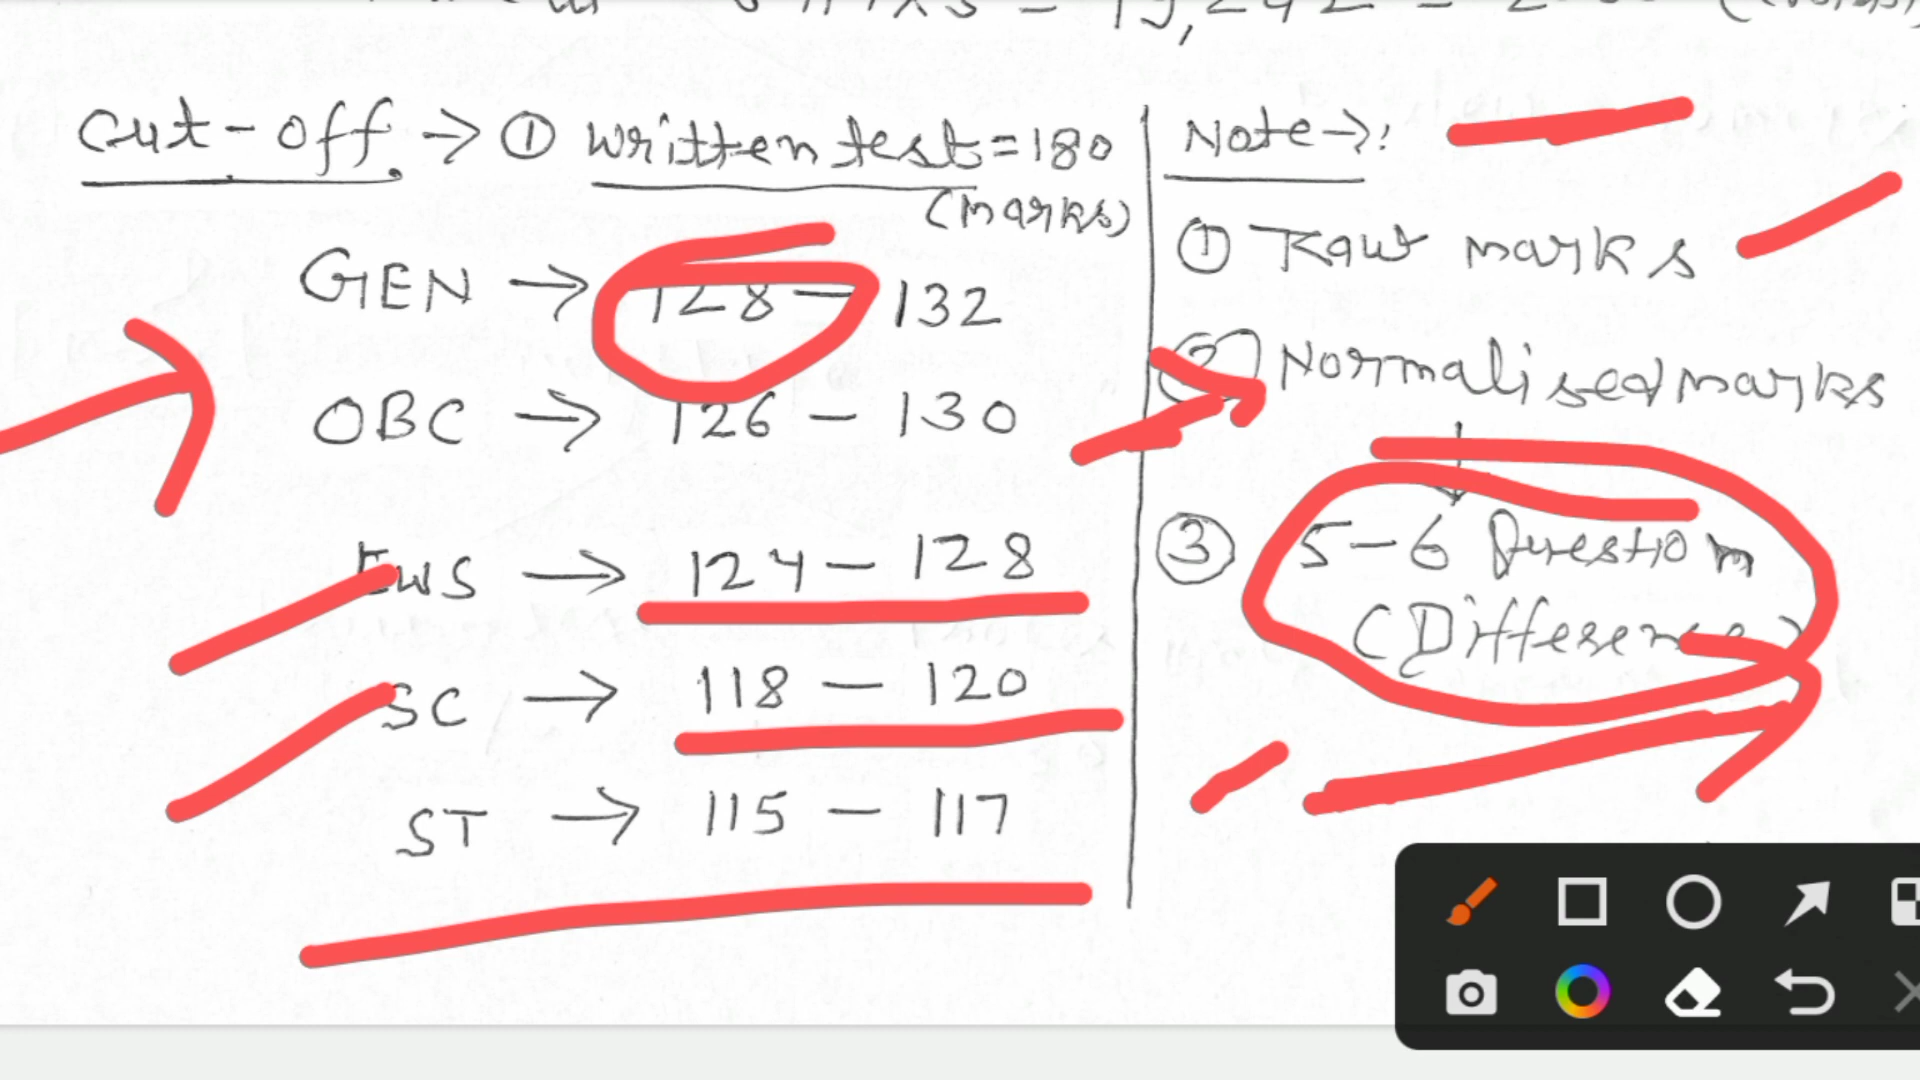 Cut-off. → ① Written test = 180
(Marks)
GEN → 128 – 132
OBC → 126 – 130
EWS → 124 – 128
SC → 118 – 120
ST → 115 – 117
Note →:
① Raw marks
② Normalised marks
↓
③ 5–6 Question
(Difference)